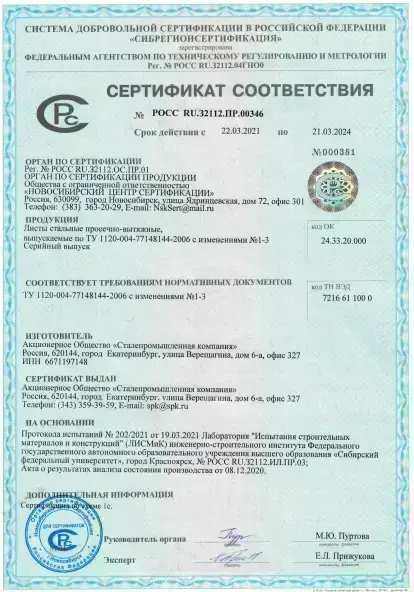 СИСТЕМА ДОБРОВОЛЬНОЙ СЕРТИФИКАЦИИ В РОССИЙСКОЙ ФЕДЕРАЦИИ
«СИБРЕГИОНСЕРТИФИКАЦИЯ»
зарегистрирована
ФЕДЕРАЛЬНЫМ АГЕНТСТВОМ ПО ТЕХНИЧЕСКОМУ РЕГУЛИРОВАНИЮ И МЕТРОЛОГИИ
Рег. № РОСС RU.32112.04ГНО0
СЕРТИФИКАТ СООТВЕТСТВИЯ
№ РОСС RU.32112.ПР.00346
Срок действия с 22.03.2021 по 21.03.2024
№000381
РС
ОРГАН ПО СЕРТИФИКАЦИИ
Рег. № РОСС RU.32112.ОС.ПР.01
ОРГАН ПО СЕРТИФИКАЦИИ ПРОДУКЦИИ
Общества с ограниченной ответственностью
«НОВОСИБИРСКИЙ ЦЕНТР СЕРТИФИКАЦИИ»
Россия, 630099, город Новосибирск, улица Ядринцевская, дом 72, офис 301
Телефон: (383) 363-20-29, E-mail: NskSert@mail.ru
ПРОДУКЦИЯ
Листы стальные просечно-вытяжные,
выпускаемые по ТУ 1120-004-77148144-2006 с изменениями №1-3
Серийный выпуск
код ОК
24.33.20.000
СООТВЕТСТВУЕТ ТРЕБОВАНИЯМ НОРМАТИВНЫХ ДОКУМЕНТОВ
ТУ 1120-004-77148144-2006 с изменениями №1-3
код ТН ВЭД
7216 61 100 0
ИЗГОТОВИТЕЛЬ
Акционерное Общество «Сталепромышленная компания»
Россия, 620144, город Екатеринбург, улица Верещагина, дом 6-а, офис 327
ИНН 6671197148
СЕРТИФИКАТ ВЫДАН
Акционерное Общество «Сталепромышленная компания»
Россия, 620144, город Екатеринбург, улица Верещагина, дом 6-а, офис 327
Телефон: (343) 359-39-59, E-mail: spk@spk.ru
НА ОСНОВАНИИ
Протокола испытаний № 202/2021 от 19.03.2021 Лаборатория "Испытания строительных
материалов и конструкций" (ЛИСМиК) инженерно-строительного института Федерального
государственного автономного образовательного учреждения высшего образования «Сибирский
федеральный университет», город Красноярск, № РОСС RU.32112.ИЛ.ПР.03;
Акта о результатах анализа состояния производства от 08.12.2020.
ДОПОЛНИТЕЛЬНАЯ ИНФОРМАЦИЯ
Сертификация по схеме 1с.
ДЛЯ СЕРТИФИКАТОВ
Руководитель органа
М.Ю. Пуртова
Эксперт
Е.Л. Прижукова